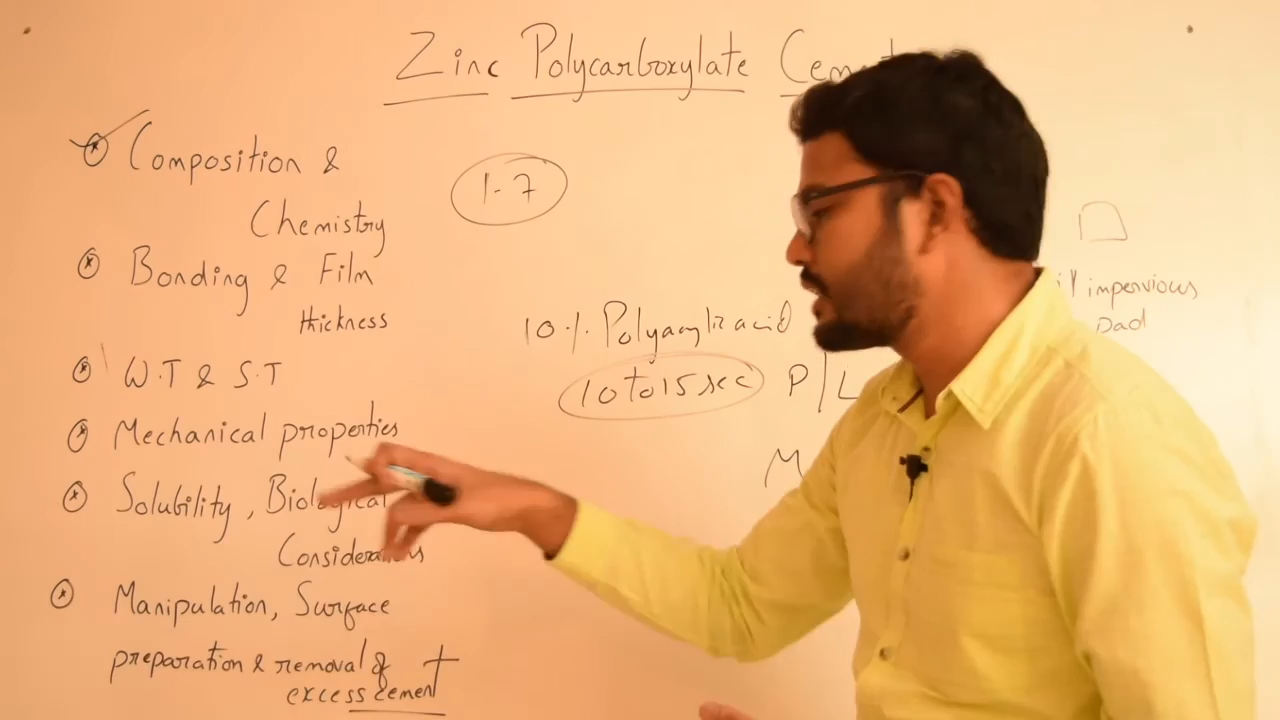 Zinc Polycarboxylate Cement
Composition &
Chemistry
1-7
Bonding & Film
thickness
impervious
pad
10 % Polyacrylic acid
W.T & S.T
10 to 15 sec P/L
Mechanical properties
M
Solubility, Biological
Considerations
Manipulation, Surface
preparation & removal of
excess cement